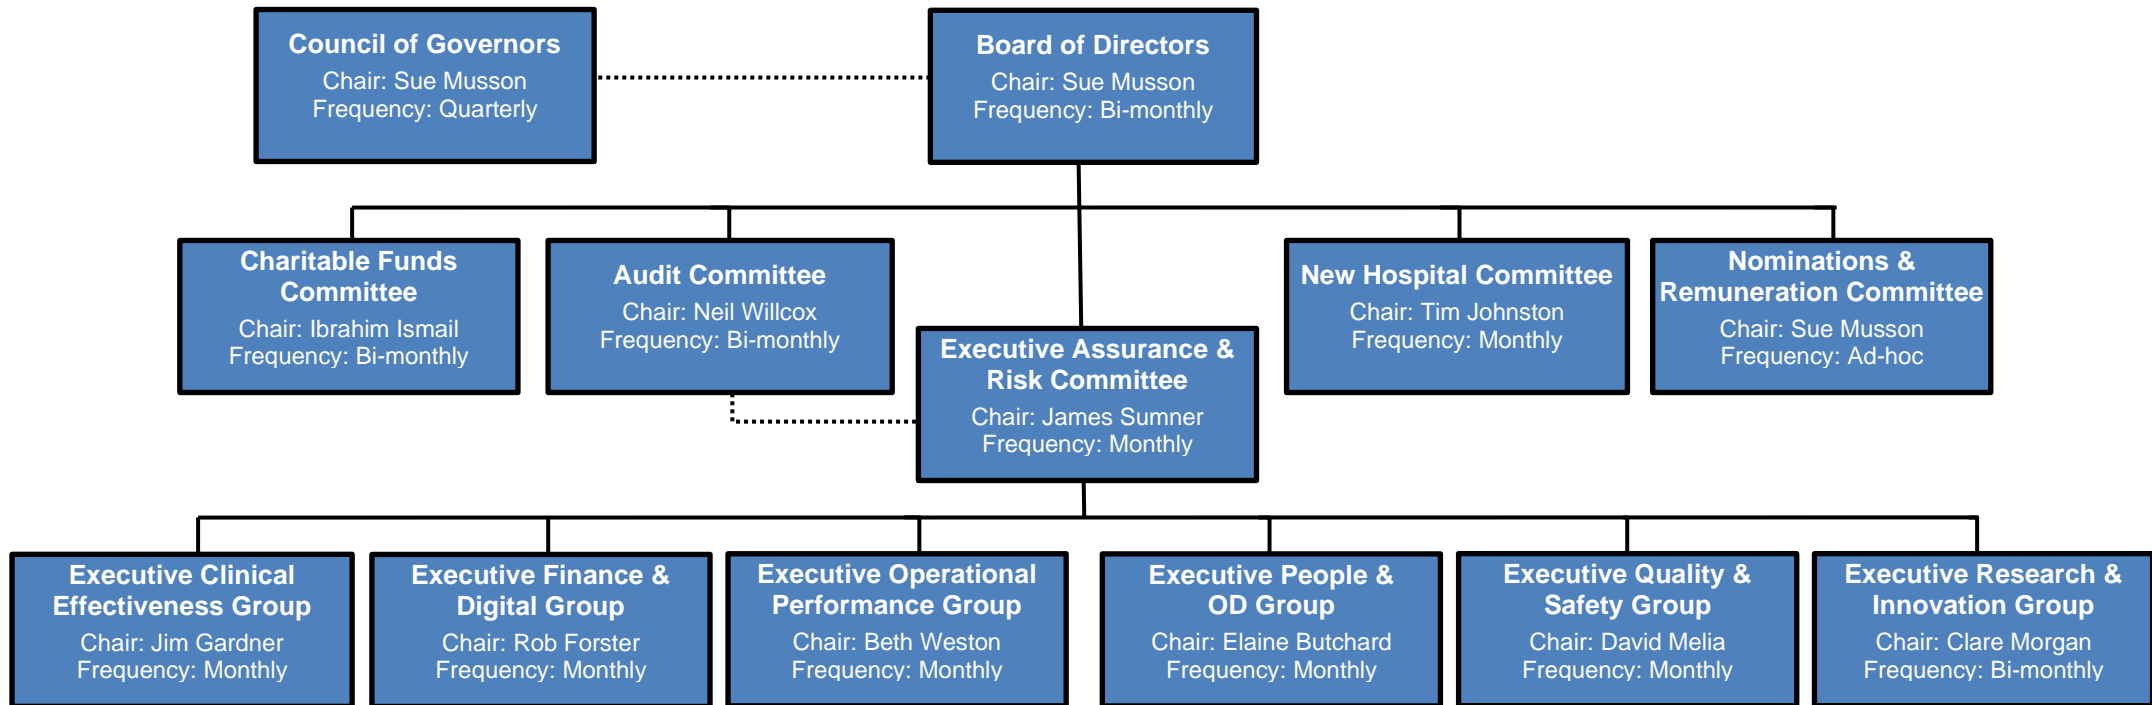 Council of Governors
Chair: Sue Musson
Frequency: Quarterly
Board of Directors
Chair: Sue Musson
Frequency: Bi-monthly
Charitable Funds
Committee
Chair: Ibrahim Ismail
Frequency: Bi-monthly
Audit Committee
Chair: Neil Willcox
Frequency: Bi-monthly
Executive Assurance &
Risk Committee
Chair: James Sumner
Frequency: Monthly
New Hospital Committee
Chair: Tim Johnston
Frequency: Monthly
Nominations &
Remuneration Committee
Chair: Sue Musson
Frequency: Ad-hoc
Executive Clinical
Effectiveness Group
Chair: Jim Gardner
Frequency: Monthly
Executive Finance &
Digital Group
Chair: Rob Forster
Frequency: Monthly
Executive Operational
Performance Group
Chair: Beth Weston
Frequency: Monthly
Executive People &
OD Group
Chair: Elaine Butchard
Frequency: Monthly
Executive Quality &
Safety Group
Chair: David Melia
Frequency: Monthly
Executive Research &
Innovation Group
Chair: Clare Morgan
Frequency: Bi-monthly